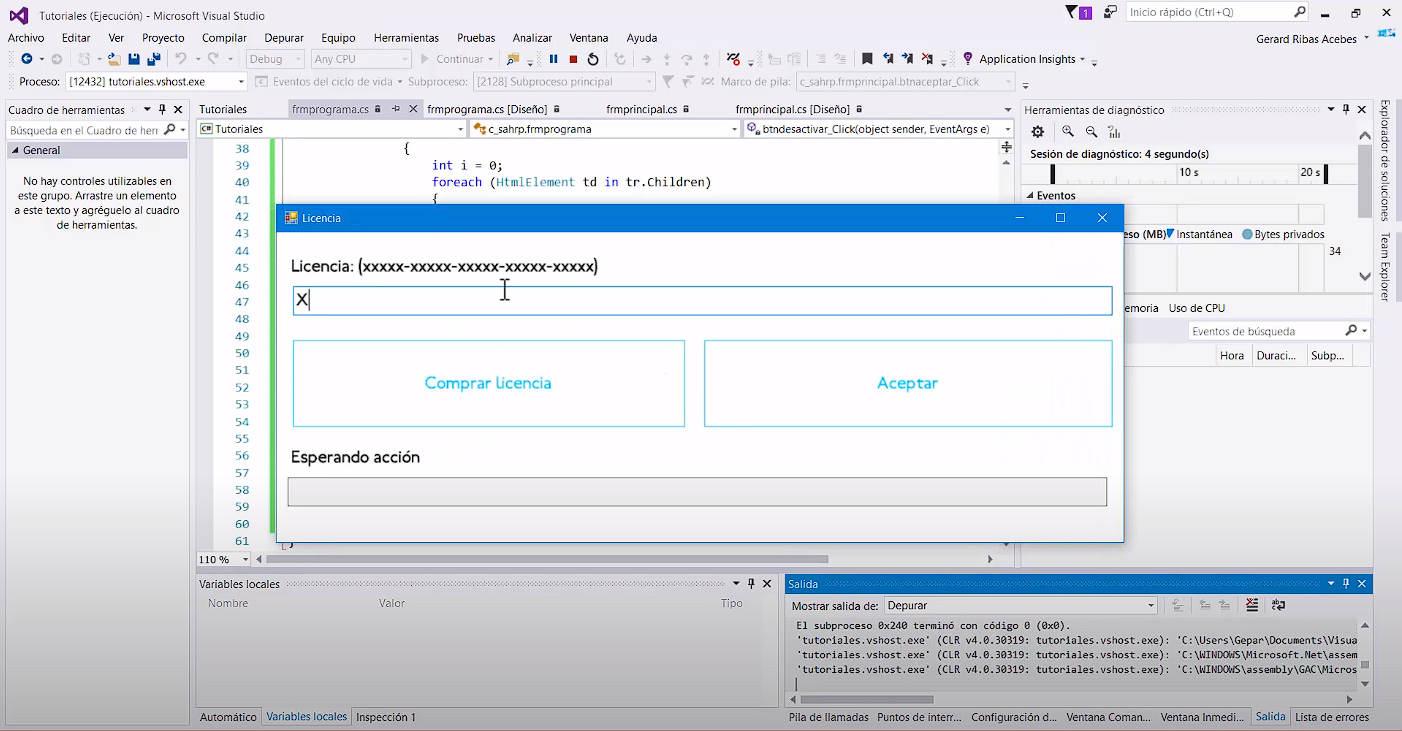 Tutoriales (Ejecución) - Microsoft Visual Studio
1
Inicio rápido (Ctrl+Q)
Archivo Editar Ver Proyecto Compilar Depurar Equipo Herramientas Pruebas Analizar Ventana Ayuda
Gerard Ribas Acebes
Debug Any CPU Continuar Application Insights
Proceso: [12432] tutoriales.vshost.exe Eventos del ciclo de vida Subproceso: [2128] Subproceso principal Marco de pila: c_sahrp.frmprincipal.btnaceptar_Click
Cuadro de herramientas
Búsqueda en el Cuadro de herr
General
No hay controles utilizables en
este grupo. Arrastre un elemento
a este texto y agréguelo al cuadro
de herramientas.
Tutoriales frmprograma.cs frmprograma.cs [Diseño] frmprincipal.cs frmprincipal.cs [Diseño]
Tutoriales c_sahrp.frmprograma btndesactivar_Click(object sender, EventArgs e)
38 {
39 int i = 0;
40 foreach (HtmlElement td in tr.Children)
41 {
42
43
44
45
46
47
48
49
50
51
52
53
54
55
56
57
58
59
60
61 }
110 %
Licencia
Licencia: (xxxxx-xxxxx-xxxxx-xxxxx-xxxxx)
X
Comprar licencia
Aceptar
Esperando acción
Herramientas de diagnóstico
Sesión de diagnóstico: 4 segundo(s)
10 s 20 s
Eventos
eso (MB) Instantánea Bytes privados
34
emoria Uso de CPU
Eventos de búsqueda
Hora Duraci... Subp...
Explorador de soluciones
Team Explorer
Variables locales
Nombre Valor Tipo
Automático Variables locales Inspección 1
Salida
Mostrar salida de: Depurar
El subproceso 0x240 terminó con código 0 (0x0).
'tutoriales.vshost.exe' (CLR v4.0.30319: tutoriales.vshost.exe): 'C:\Users\Gepar\Documents\Visua
'tutoriales.vshost.exe' (CLR v4.0.30319: tutoriales.vshost.exe): 'C:\WINDOWS\Microsoft.Net\assem
'tutoriales.vshost.exe' (CLR v4.0.30319: tutoriales.vshost.exe): 'C:\WINDOWS\assembly\GAC\Micros
Pila de llamadas Puntos de interr... Configuración d... Ventana Coman... Ventana Inmedi... Salida Lista de errores